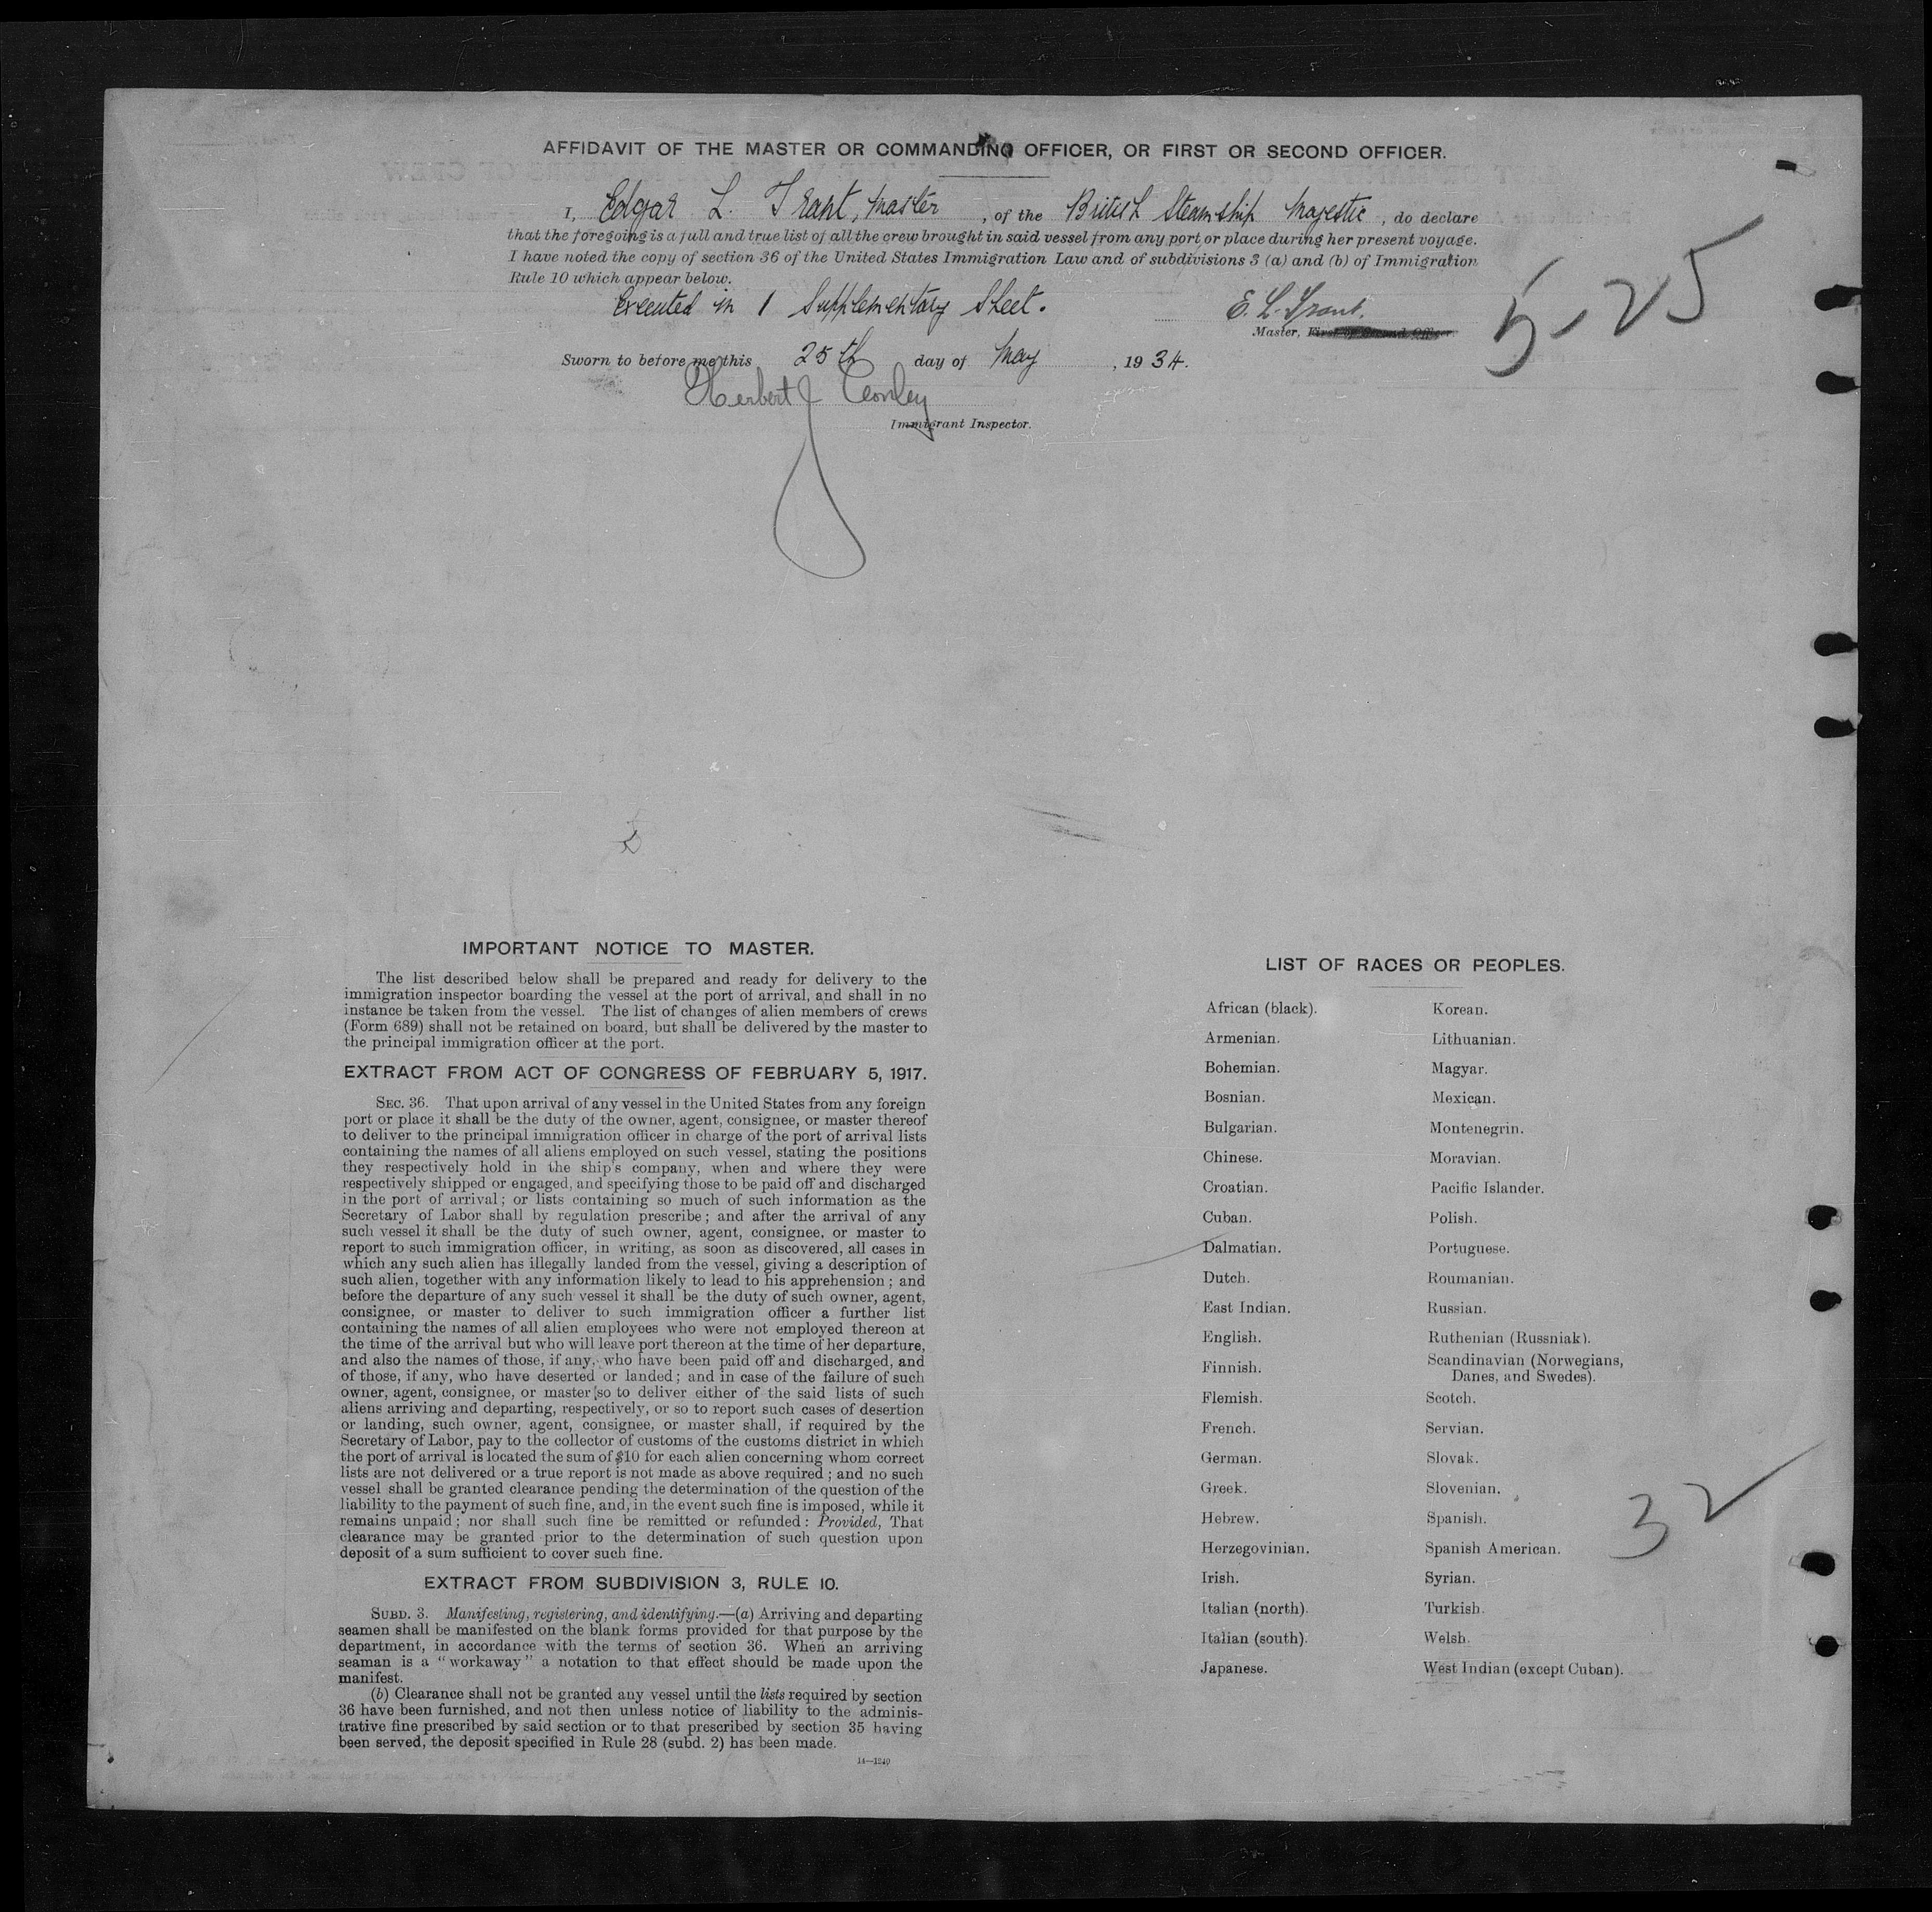 AFFIDAVIT OF THE MASTER OR COMMANDING OFFICER, OR FIRST OR SECOND OFFICER.
I, Edgar L. Trant, Master, of the British Steamship Majestic, do declare
that the foregoing is a full and true list of all the crew brought in said vessel from any port or place during her present voyage.
I have noted the copy of section 36 of the United States Immigration Law and of subdivisions 3 (a) and (b) of Immigration
Rule 10 which appear below.
Executed in 1 Supplementary Sheet.
E. L. Trant.
Master, First or Second Officer.
5-25
Sworn to before me this 25th day of May, 1934.
Herbert J Conley
Immigrant Inspector.
IMPORTANT NOTICE TO MASTER.
The list described below shall be prepared and ready for delivery to the
immigration inspector boarding the vessel at the port of arrival, and shall in no
instance be taken from the vessel. The list of changes of alien members of crews
(Form 689) shall not be retained on board, but shall be delivered by the master to
the principal immigration officer at the port.
EXTRACT FROM ACT OF CONGRESS OF FEBRUARY 5, 1917.
SEC. 36. That upon arrival of any vessel in the United States from any foreign
port or place it shall be the duty of the owner, agent, consignee, or master thereof
to deliver to the principal immigration officer in charge of the port of arrival lists
containing the names of all aliens employed on such vessel, stating the positions
they respectively hold in the ship's company, when and where they were
respectively shipped or engaged, and specifying those to be paid off and discharged
in the port of arrival; or lists containing so much of such information as the
Secretary of Labor shall by regulation prescribe; and after the arrival of any
such vessel it shall be the duty of such owner, agent, consignee, or master to
report to such immigration officer, in writing, as soon as discovered, all cases in
which any such alien has illegally landed from the vessel, giving a description of
such alien, together with any information likely to lead to his apprehension; and
before the departure of any such vessel it shall be the duty of such owner, agent,
consignee, or master to deliver to such immigration officer a further list
containing the names of all alien employees who were not employed thereon at
the time of the arrival but who will leave port thereon at the time of her departure,
and also the names of those, if any, who have been paid off and discharged, and
of those, if any, who have deserted or landed; and in case of the failure of such
owner, agent, consignee, or master so to deliver either of the said lists of such
aliens arriving and departing, respectively, or so to report such cases of desertion
or landing, such owner, agent, consignee, or master shall, if required by the
Secretary of Labor, pay to the collector of customs of the customs district in which
the port of arrival is located the sum of $10 for each alien concerning whom correct
lists are not delivered or a true report is not made as above required; and no such
vessel shall be granted clearance pending the determination of the question of the
liability to the payment of such fine, and, in the event such fine is imposed, while it
remains unpaid; nor shall such fine be remitted or refunded: Provided, That
clearance may be granted prior to the determination of such question upon
deposit of a sum sufficient to cover such fine.
EXTRACT FROM SUBDIVISION 3, RULE 10.
SUBD. 3. Manifesting, registering, and identifying.—(a) Arriving and departing
seamen shall be manifested on the blank forms provided for that purpose by the
department, in accordance with the terms of section 36. When an arriving
seaman is a "workaway" a notation to that effect should be made upon the
manifest.
(b) Clearance shall not be granted any vessel until the lists required by section
36 have been furnished, and not then unless notice of liability to the adminis-
trative fine prescribed by said section or to that prescribed by section 35 having
been served, the deposit specified in Rule 28 (subd. 2) has been made.
14—1240
LIST OF RACES OR PEOPLES.
African (black).
Armenian.
Bohemian.
Bosnian.
Bulgarian.
Chinese.
Croatian.
Cuban.
Dalmatian.
Dutch.
East Indian.
English.
Finnish.
Flemish.
French.
German.
Greek.
Hebrew.
Herzegovinian.
Irish.
Italian (north).
Italian (south).
Japanese.
Korean.
Lithuanian.
Magyar.
Mexican.
Montenegrin.
Moravian.
Pacific Islander.
Polish.
Portuguese.
Roumanian.
Russian.
Ruthenian (Russniak).
Scandinavian (Norwegians,
Danes, and Swedes).
Scotch.
Servian.
Slovak.
Slovenian.
Spanish.
Spanish American.
Syrian.
Turkish.
Welsh.
West Indian (except Cuban).
32